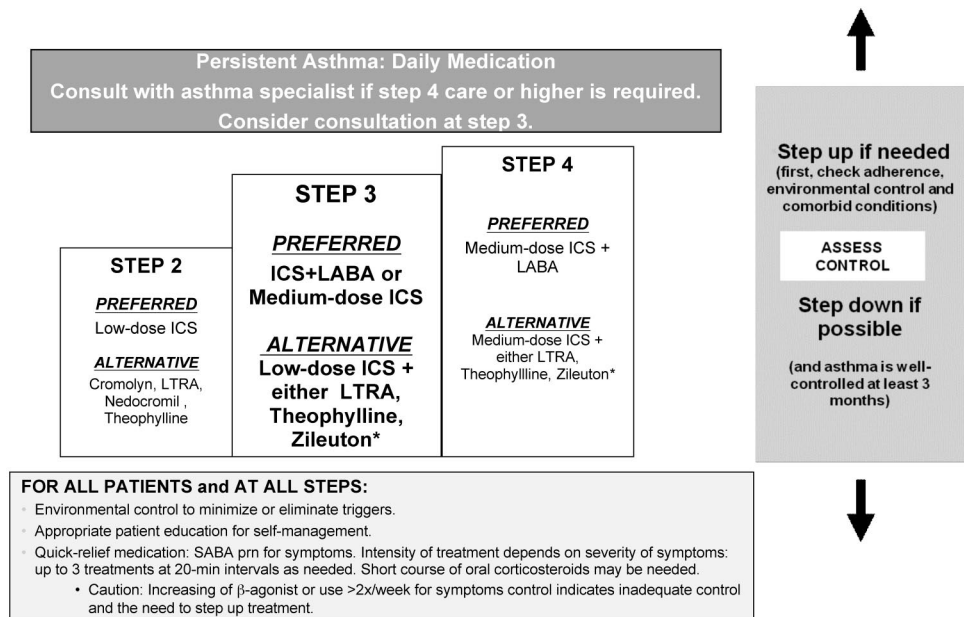 Persistent Asthma: Daily Medication
Consult with asthma specialist if step 4 care or higher is required.
Consider consultation at step 3.
STEP 2
PREFERRED
Low-dose ICS
ALTERNATIVE
Cromolyn, LTRA,
Nedocromil ,
Theophylline
STEP 3
PREFERRED
ICS+LABA or
Medium-dose ICS
ALTERNATIVE
Low-dose ICS +
either LTRA,
Theophylline,
Zileuton*
STEP 4
PREFERRED
Medium-dose ICS +
LABA
ALTERNATIVE
Medium-dose ICS +
either LTRA,
Theophyllline, Zileuton*
Step up if needed
(first, check adherence,
environmental control and
comorbid conditions)
ASSESS
CONTROL
Step down if
possible
(and asthma is well-
controlled at least 3
months)
FOR ALL PATIENTS and AT ALL STEPS:
• Environmental control to minimize or eliminate triggers.
• Appropriate patient education for self-management.
• Quick-relief medication: SABA prn for symptoms. Intensity of treatment depends on severity of symptoms:
up to 3 treatments at 20-min intervals as needed. Short course of oral corticosteroids may be needed.
• Caution: Increasing of β-agonist or use >2x/week for symptoms control indicates inadequate control
and the need to step up treatment.